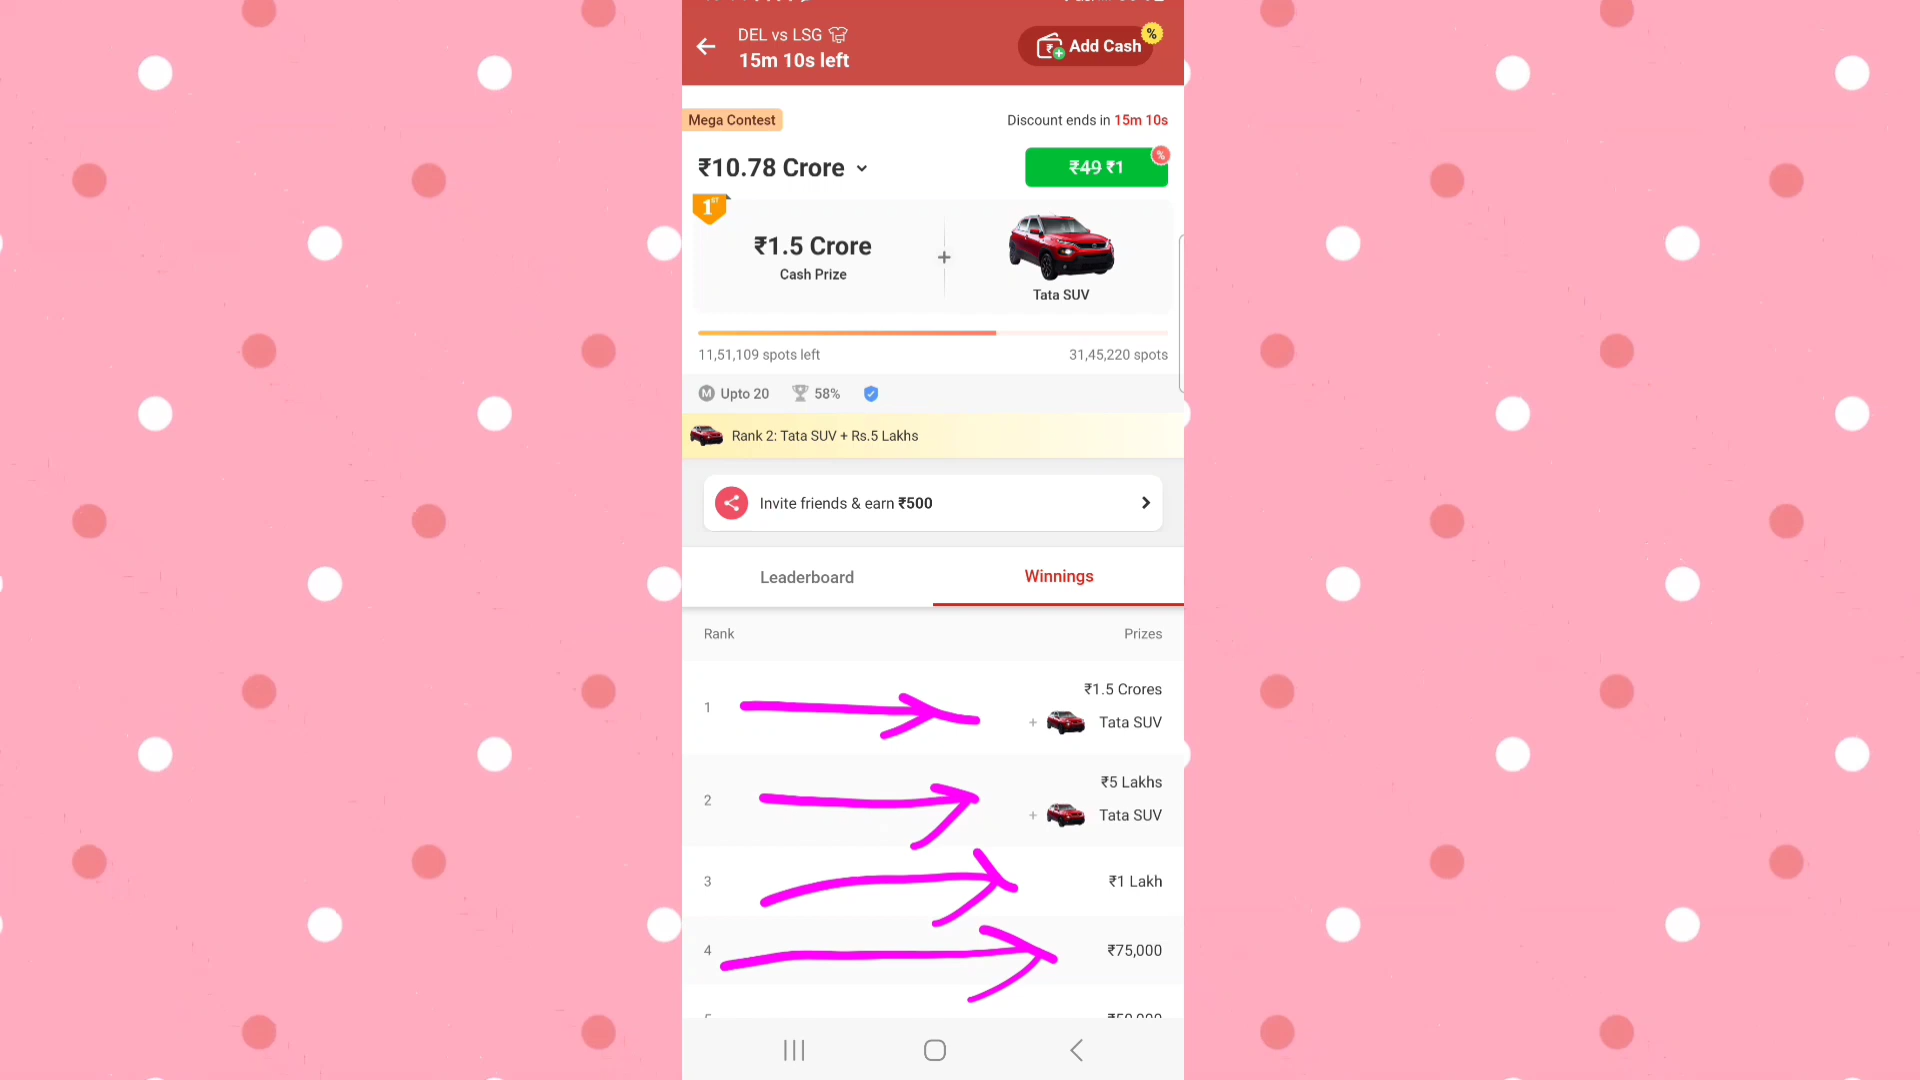 DEL vs LSG
15m 10s left
Add Cash
%
Mega Contest
Discount ends in 15m 10s
₹10.78 Crore
₹49 ₹1
%
1ST
₹1.5 Crore
Cash Prize
+
Tata SUV
11,51,109 spots left
31,45,220 spots
M Upto 20
58%
Rank 2: Tata SUV + Rs.5 Lakhs
Invite friends & earn ₹500
Leaderboard
Winnings
Rank
Prizes
1
₹1.5 Crores
+ Tata SUV
2
₹5 Lakhs
+ Tata SUV
3
₹1 Lakh
4
₹75,000